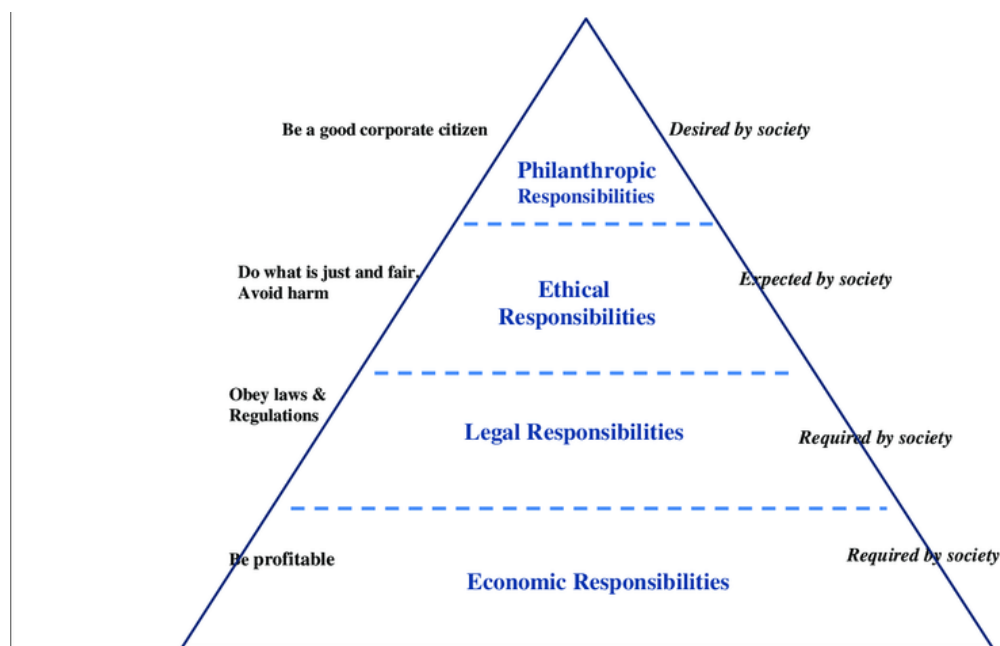 Be a good corporate citizen
Desired by society
Philanthropic
Responsibilities
Do what is just and fair,
Avoid harm
Expected by society
Ethical
Responsibilities
Obey laws &
Regulations
Legal Responsibilities
Required by society
Be profitable
Required by society
Economic Responsibilities